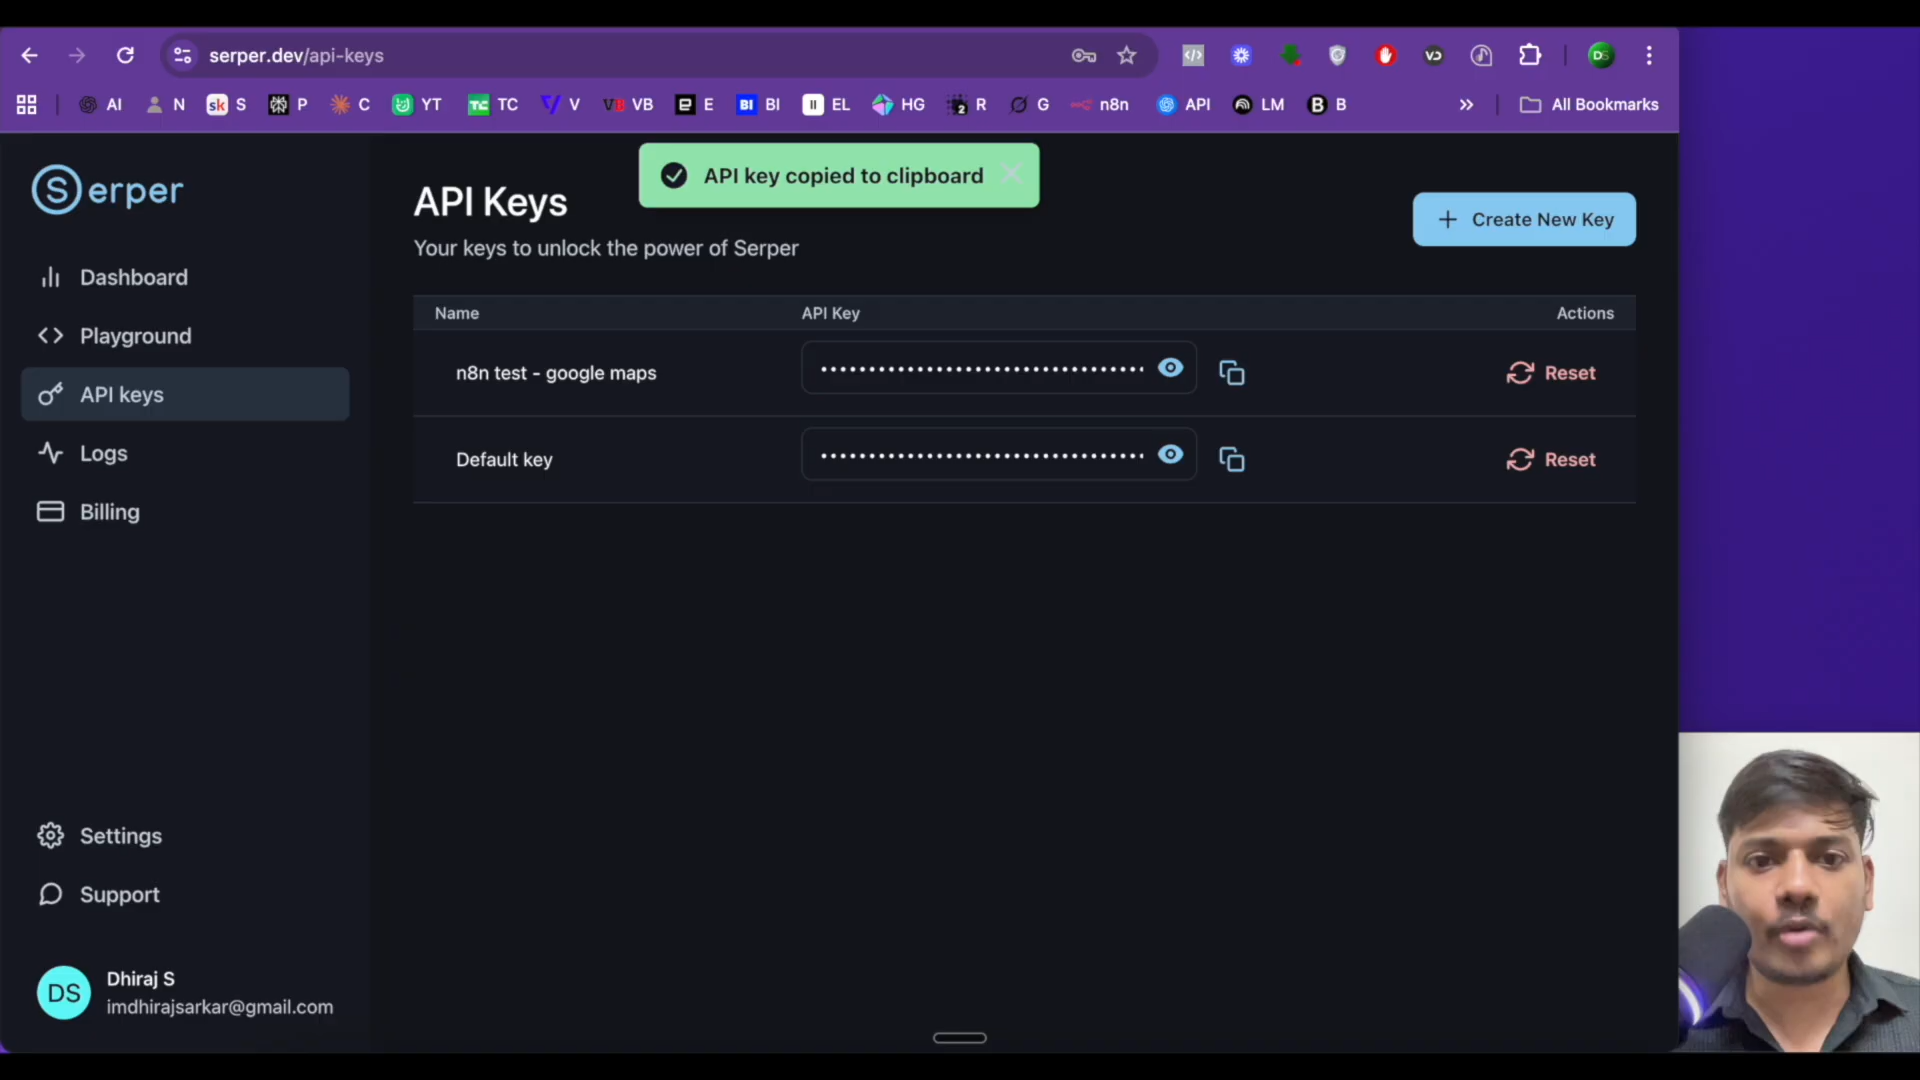 serper.dev/api-keys
AI N S P C YT TC V VB E BI EL HG R G n8n API LM B » All Bookmarks
Serper
API key copied to clipboard
API Keys
Your keys to unlock the power of Serper
+ Create New Key
Dashboard
Playground
API keys
Logs
Billing
Name API Key Actions
n8n test - google maps Reset
Default key Reset
Settings
Support
DS
Dhiraj S
imdhirajsarkar@gmail.com